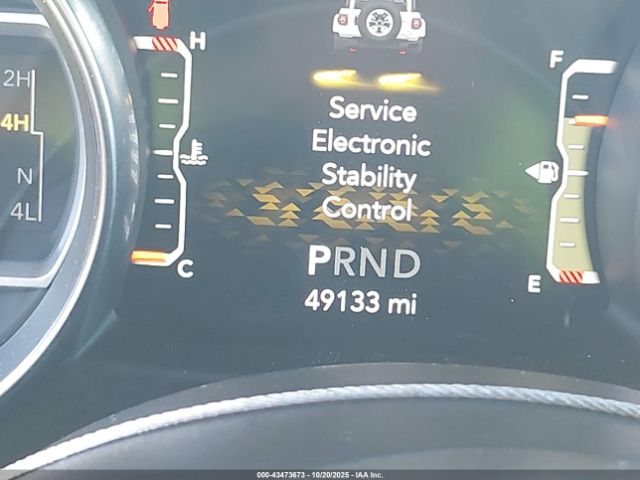 H
F
2H
4H
N
4L
Service
Electronic
Stability
Control
C
E
PRND
49133 mi
000-43473673 | 10/20/2025 | IAA Inc.